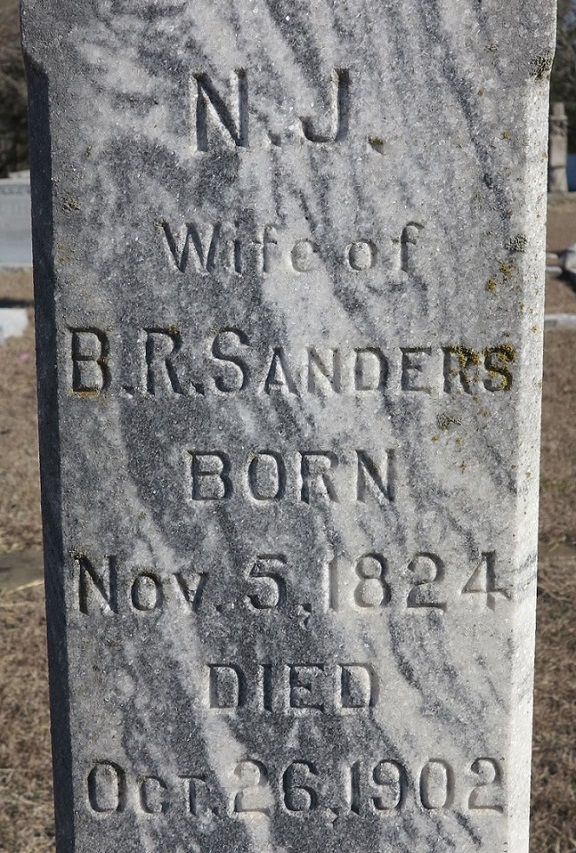 N.J.
Wife of
B.R.SANDERS
BORN
Nov. 5, 1824
DIED
OCT. 26, 1902